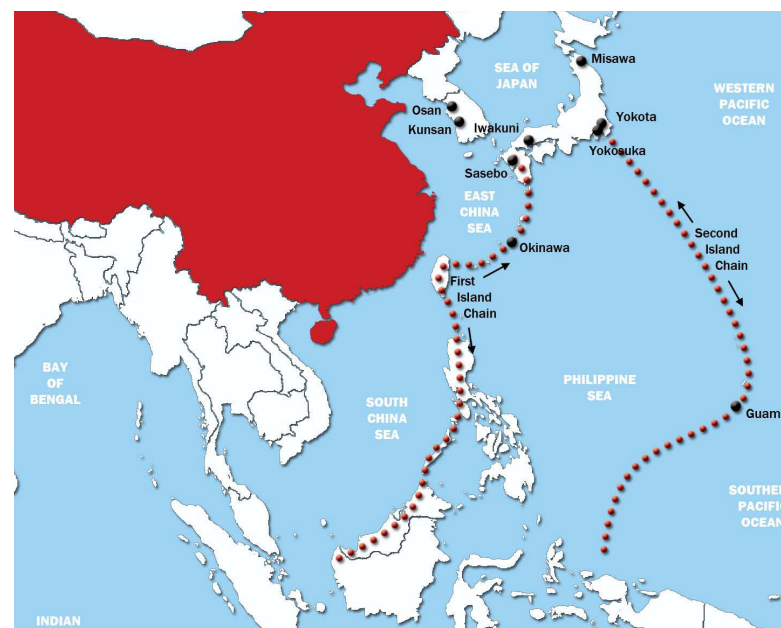 Misawa
SEA OF
JAPAN
WESTERN
PACIFIC
OCEAN
Osan
Kunsan
Iwakuni
Yokota
Yokosuka
Sasebo
EAST
CHINA
SEA
Okinawa
Second
Island
Chain
First
Island
Chain
BAY
OF
BENGAL
PHILIPPINE
SEA
SOUTH
CHINA
SEA
Guam
PACIFIC
OCEAN
INDIAN